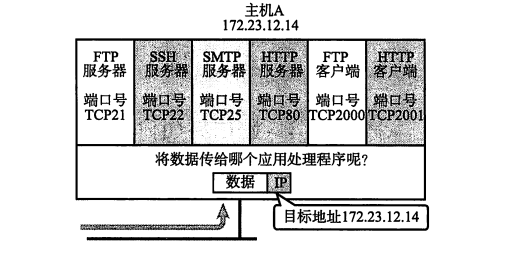 主机A
172.23.12.14
FTP
服务器
端口号
TCP21
SSH
服务器
端口号
TCP22
SMTP
服务器
端口号
TCP25
HTTP
服务器
端口号
TCP80
FTP
客户端
端口号
TCP2000
HTTP
客户端
端口号
TCP2001
将数据传给哪个应用处理程序呢?
数据 IP
目标地址172.23.12.14